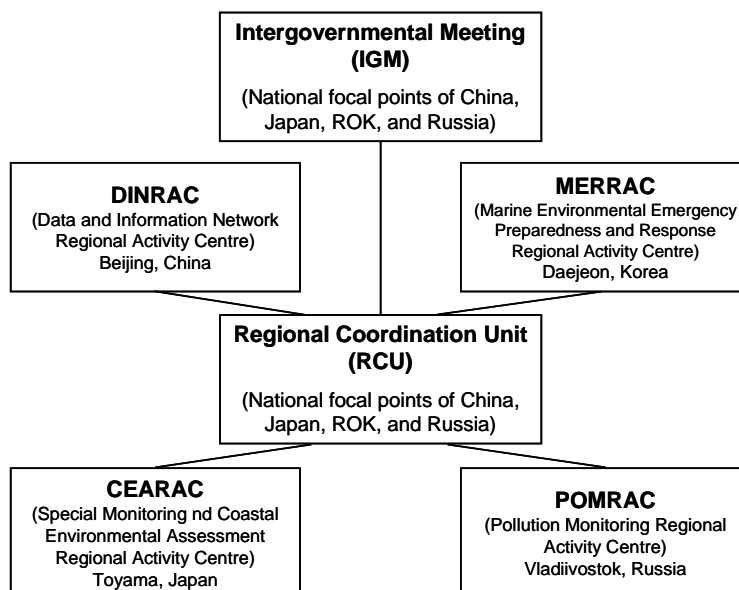 Intergovernmental Meeting
(IGM)
(National focal points of China,
Japan, ROK, and Russia)
DINRAC
(Data and Information Network
Regional Activity Centre)
Beijing, China
MERRAC
(Marine Environmental Emergency
Preparedness and Response
Regional Activity Centre)
Daejeon, Korea
Regional Coordination Unit
(RCU)
(National focal points of China,
Japan, ROK, and Russia)
CEARAC
(Special Monitoring nd Coastal
Environmental Assessment
Regional Activity Centre)
Toyama, Japan
POMRAC
(Pollution Monitoring Regional
Activity Centre)
Vladiivostok, Russia